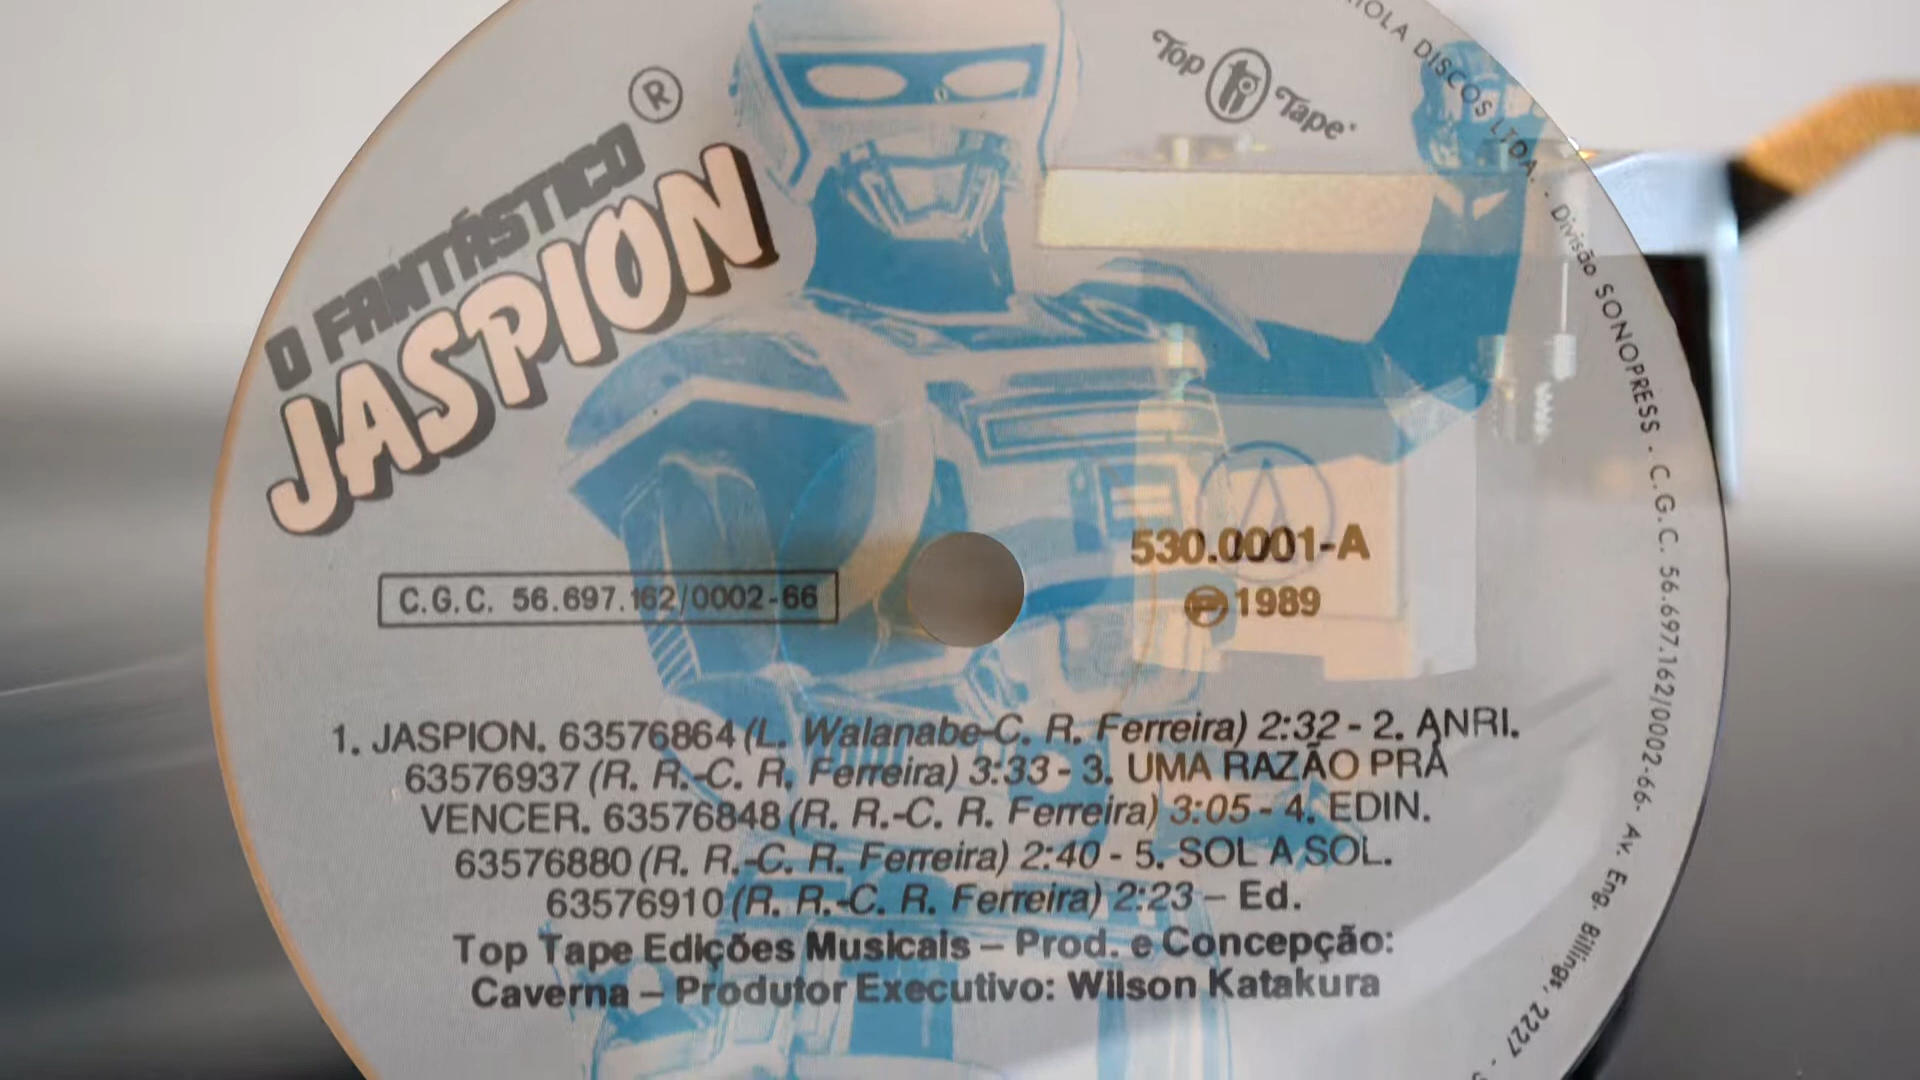 O FANTÁSTICO ®
JASPION
Top Tape
C.G.C. 56.697.162/0002-66
530.0001-A
Ⓟ 1989
1. JASPION. 63576864 (L. Walanabe-C. R. Ferreira) 2:32 - 2. ANRI.
63576937 (R. R.-C. R. Ferreira) 3:33 - 3. UMA RAZÃO PRÁ
VENCER. 63576848 (R. R.-C. R. Ferreira) 3:05 - 4. EDIN.
63576880 (R. R.-C. R. Ferreira) 2:40 - 5. SOL A SOL.
63576910 (R. R.-C. R. Ferreira) 2:23 – Ed.
Top Tape Edições Musicais – Prod. e Concepção:
Caverna – Produtor Executivo: Wilson Katakura
DISCOS LTDA. · Divisão SONOPRESS · C.G.C. 56.697.162/0002-66 · Av. Eng. Billings, 2227 ·